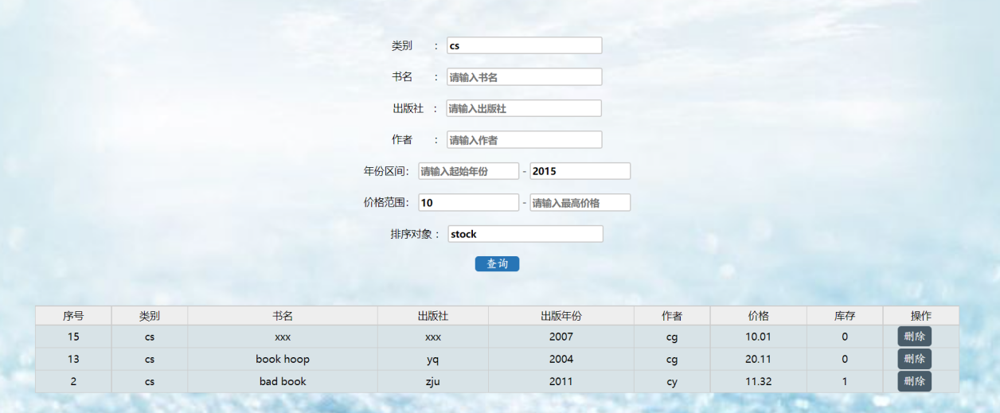 类别 : cs
书名 : 请输入书名
出版社 : 请输入出版社
作者 : 请输入作者
年份区间: 请输入起始年份 - 2015
价格范围: 10 - 请输入最高价格
排序对象: stock
查询
序号 类别 书名 出版社 出版年份 作者 价格 库存 操作
15 cs xxx xxx 2007 cg 10.01 0 删除
13 cs book hoop yq 2004 cg 20.11 0 删除
2 cs bad book zju 2011 cy 11.32 1 删除